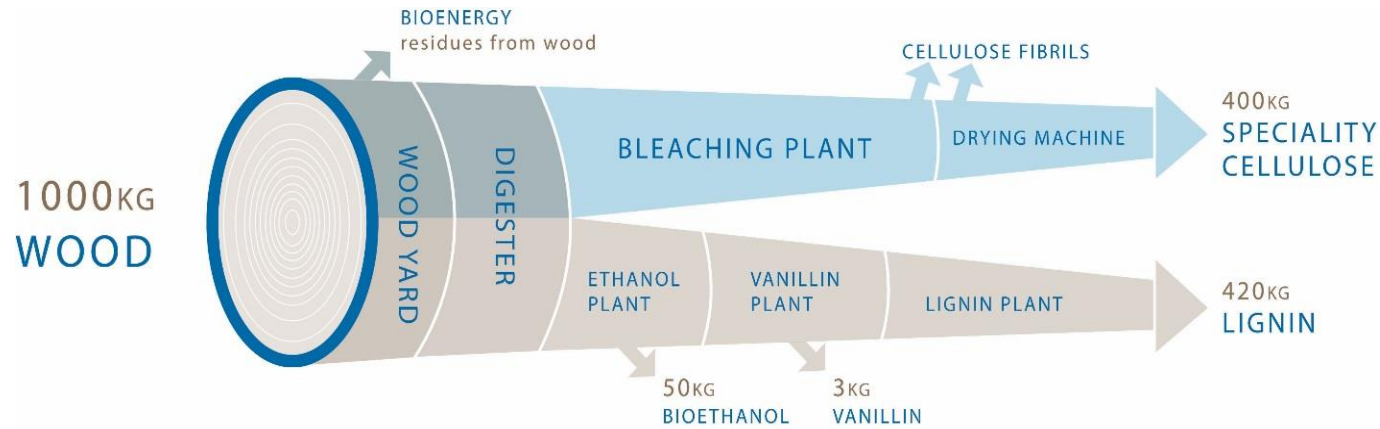 1000KG
WOOD
BIOENERGY
residues from wood
WOOD YARD
DIGESTER
BLEACHING PLANT
CELLULOSE FIBRILS
DRYING MACHINE
400KG
SPECIALITY
CELLULOSE
ETHANOL
PLANT
VANILLIN
PLANT
LIGNIN PLANT
420KG
LIGNIN
50KG
BIOETHANOL
3KG
VANILLIN